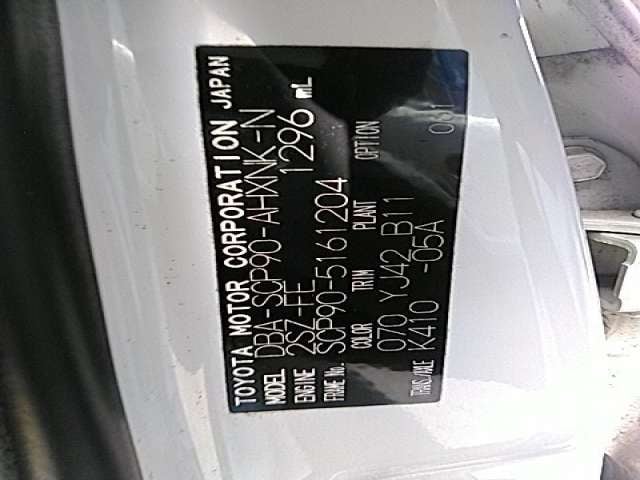 TOYOTA MOTOR CORPORATION JAPAN
MODEL DBA-SCP90-AHXNK-N
ENGINE 2SZ-FE 1296 mL
FRAME No. SCP90-5161204
COLOR TRIM PLANT OPTION
070 YJ42 B11 051
TRANS/AXLE K410 -05A